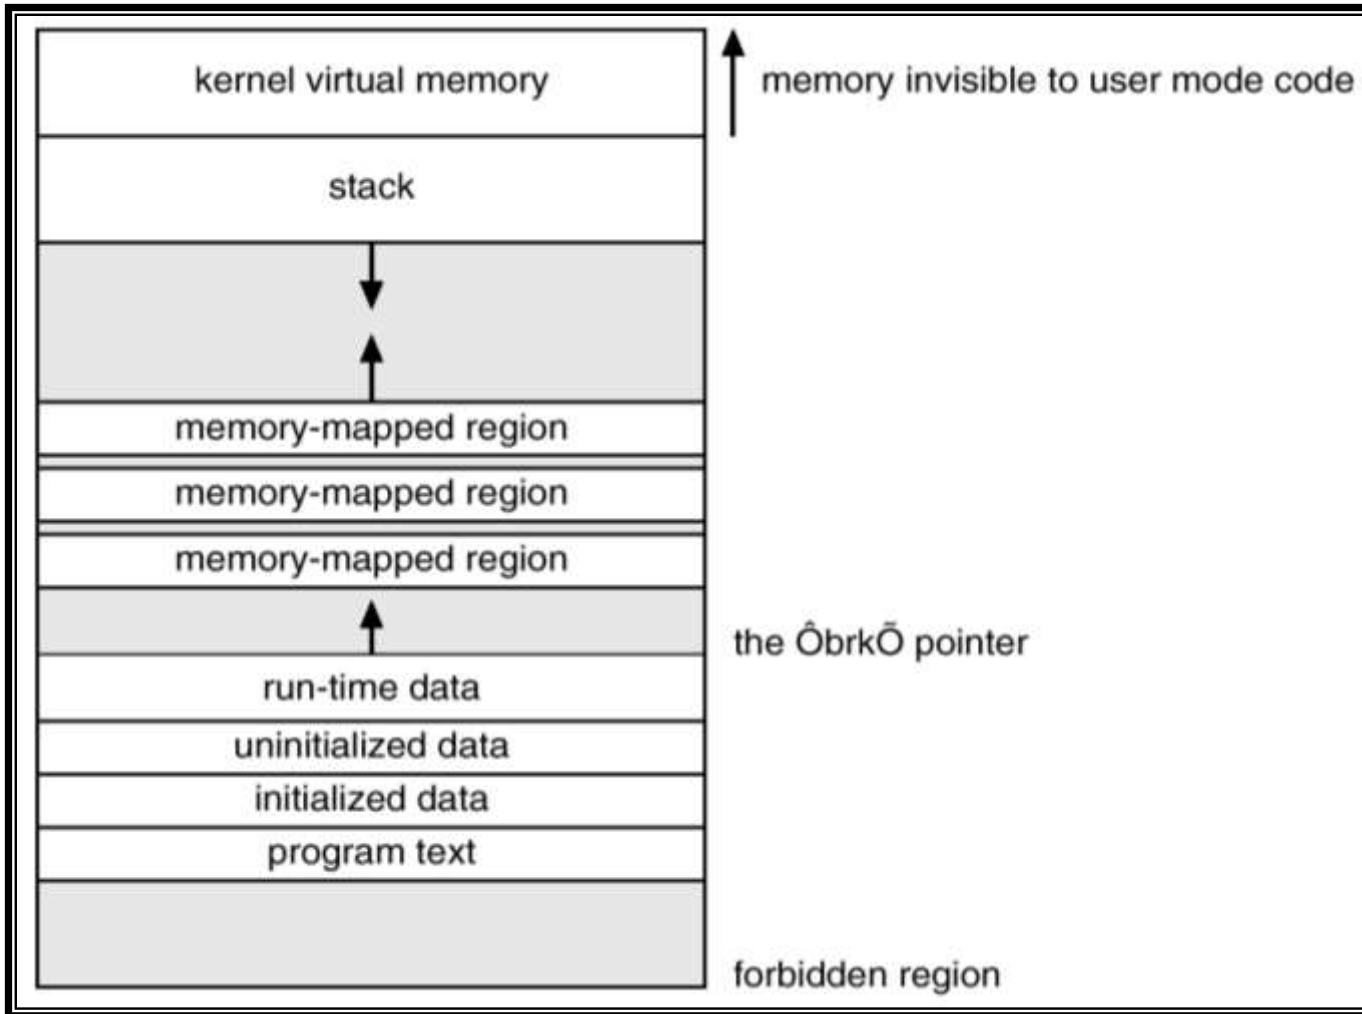 kernel virtual memory
memory invisible to user mode code
stack
memory-mapped region
memory-mapped region
memory-mapped region
the ÔbrkÕ pointer
run-time data
uninitialized data
initialized data
program text
forbidden region